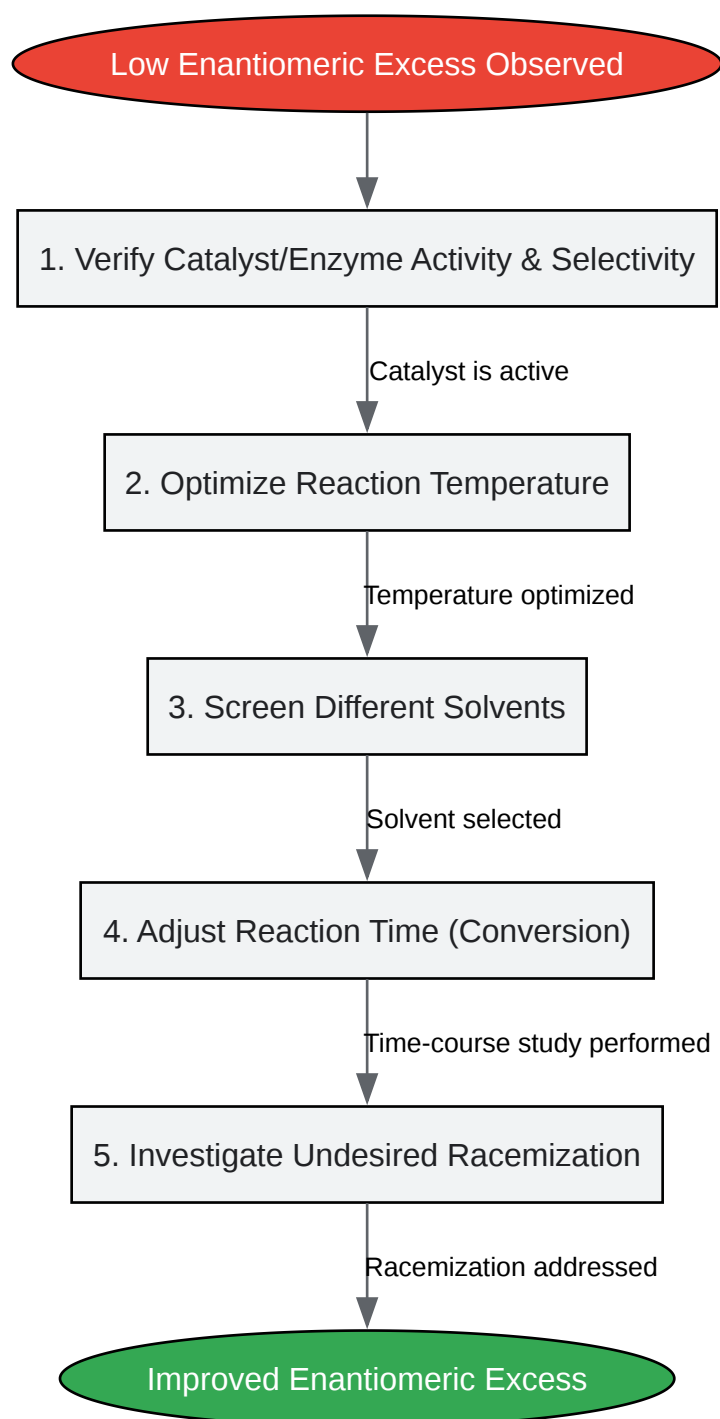 Low Enantiomeric Excess Observed
1. Verify Catalyst/Enzyme Activity & Selectivity
Catalyst is active
2. Optimize Reaction Temperature
Temperature optimized
3. Screen Different Solvents
Solvent selected
4. Adjust Reaction Time (Conversion)
Time-course study performed
5. Investigate Undesired Racemization
Racemization addressed
Improved Enantiomeric Excess